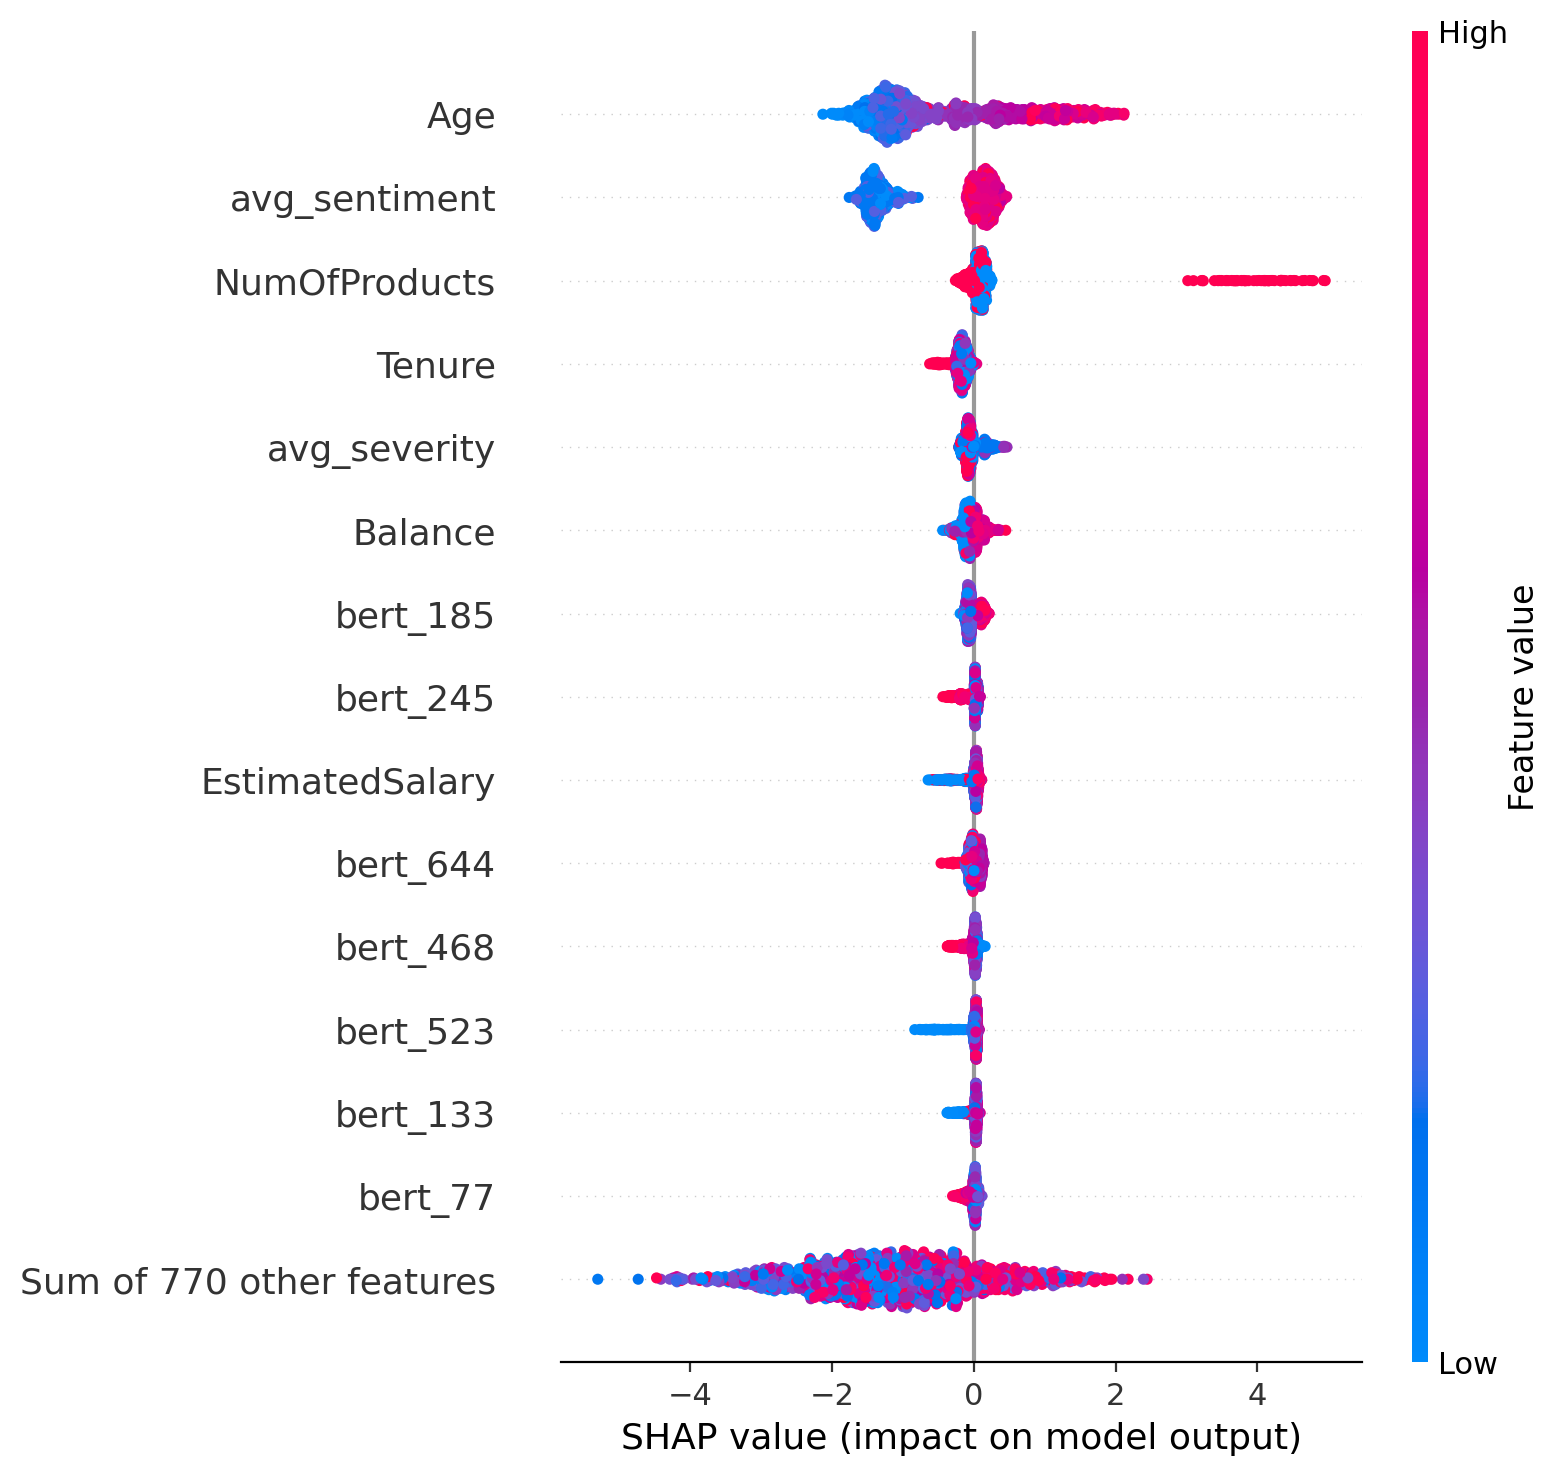 High
Age
avg_sentiment
NumOfProducts
Tenure
avg_severity
Balance
bert_185
bert_245
EstimatedSalary
bert_644
bert_468
bert_523
bert_133
bert_77
Sum of 770 other features
Feature value
Low
−4 −2 0 2 4
SHAP value (impact on model output)